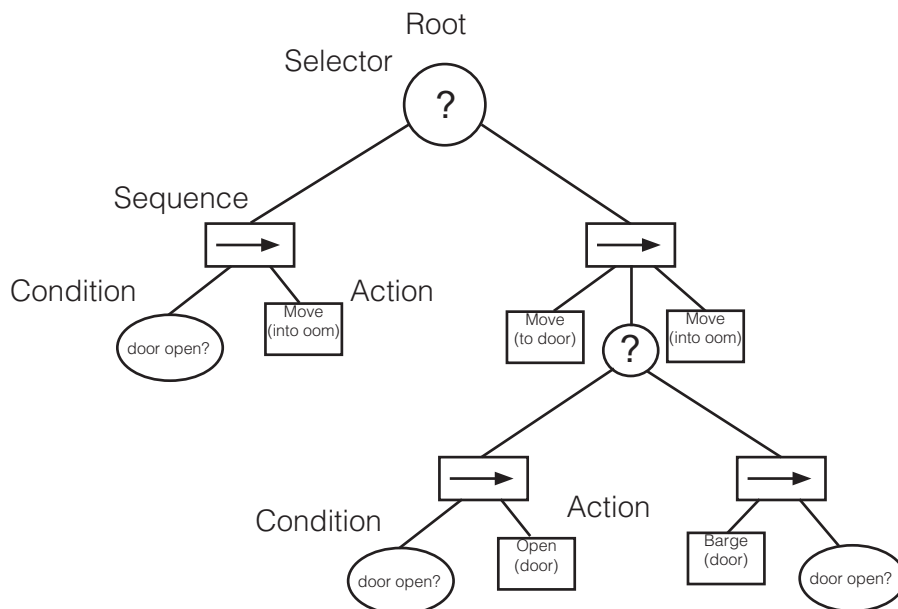 Root
Selector
?
Sequence
Condition
Action
door open?
Move
(into oom)
Move
(to door)
?
Move
(into oom)
Condition
Action
door open?
Open
(door)
Barge
(door)
door open?